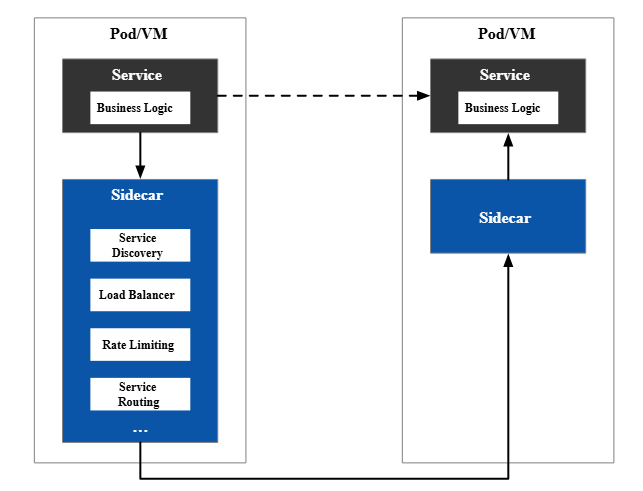 Pod/VM
Service
Business Logic
Sidecar
Service
Discovery
Load Balancer
Rate Limiting
Service
Routing
...
Pod/VM
Service
Business Logic
Sidecar